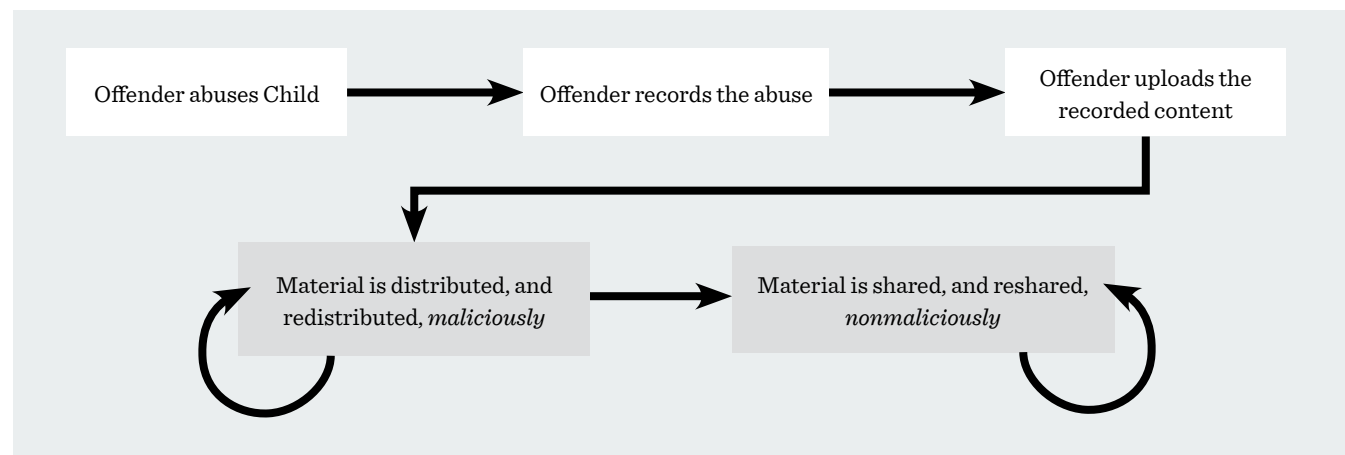 Offender abuses Child
Offender records the abuse
Offender uploads the
recorded content
Material is distributed, and
redistributed, maliciously
Material is shared, and reshared,
nonmaliciously